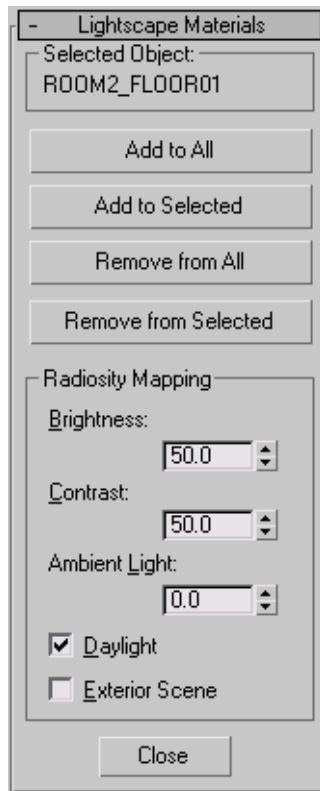 - Lightscape Materials
Selected Object:
ROOM2_FLOOR01
Add to All
Add to Selected
Remove from All
Remove from Selected
Radiosity Mapping
Brightness:
50.0
Contrast:
50.0
Ambient Light:
0.0
Daylight
Exterior Scene
Close